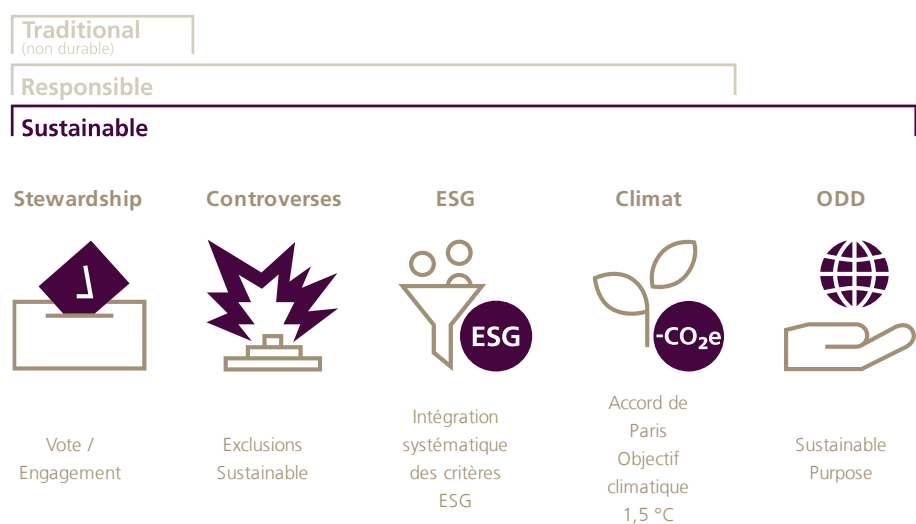 Traditional
(non durable)
Responsible
Sustainable
Stewardship
Controverses
ESG
Climat
ODD
ESG
-CO₂e
Vote /
Engagement
Exclusions
Sustainable
Intégration
systématique
des critères
ESG
Accord de
Paris
Objectif
climatique
1,5 °C
Sustainable
Purpose